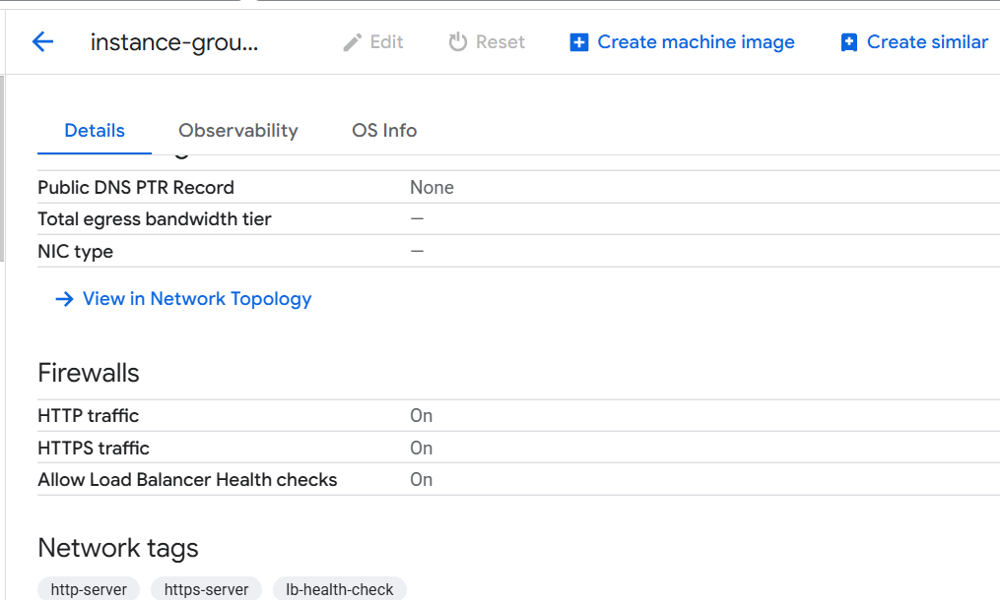 instance-grou... Edit Reset Create machine image Create similar
Details Observability OS Info
Public DNS PTR Record None
Total egress bandwidth tier —
NIC type —
View in Network Topology
Firewalls
HTTP traffic On
HTTPS traffic On
Allow Load Balancer Health checks On
Network tags
http-server https-server lb-health-check